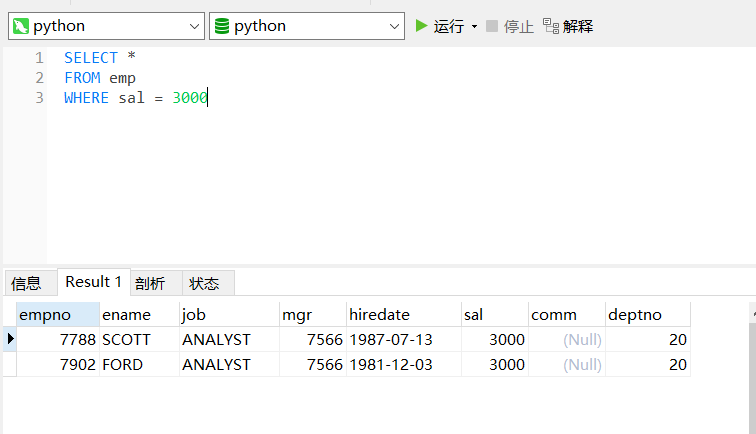 python python 运行 停止 解释
1 SELECT *
2 FROM emp
3 WHERE sal = 3000
信息 Result 1 剖析 状态
empno ename job mgr hiredate sal comm deptno
7788 SCOTT ANALYST 7566 1987-07-13 3000 (Null) 20
7902 FORD ANALYST 7566 1981-12-03 3000 (Null) 20